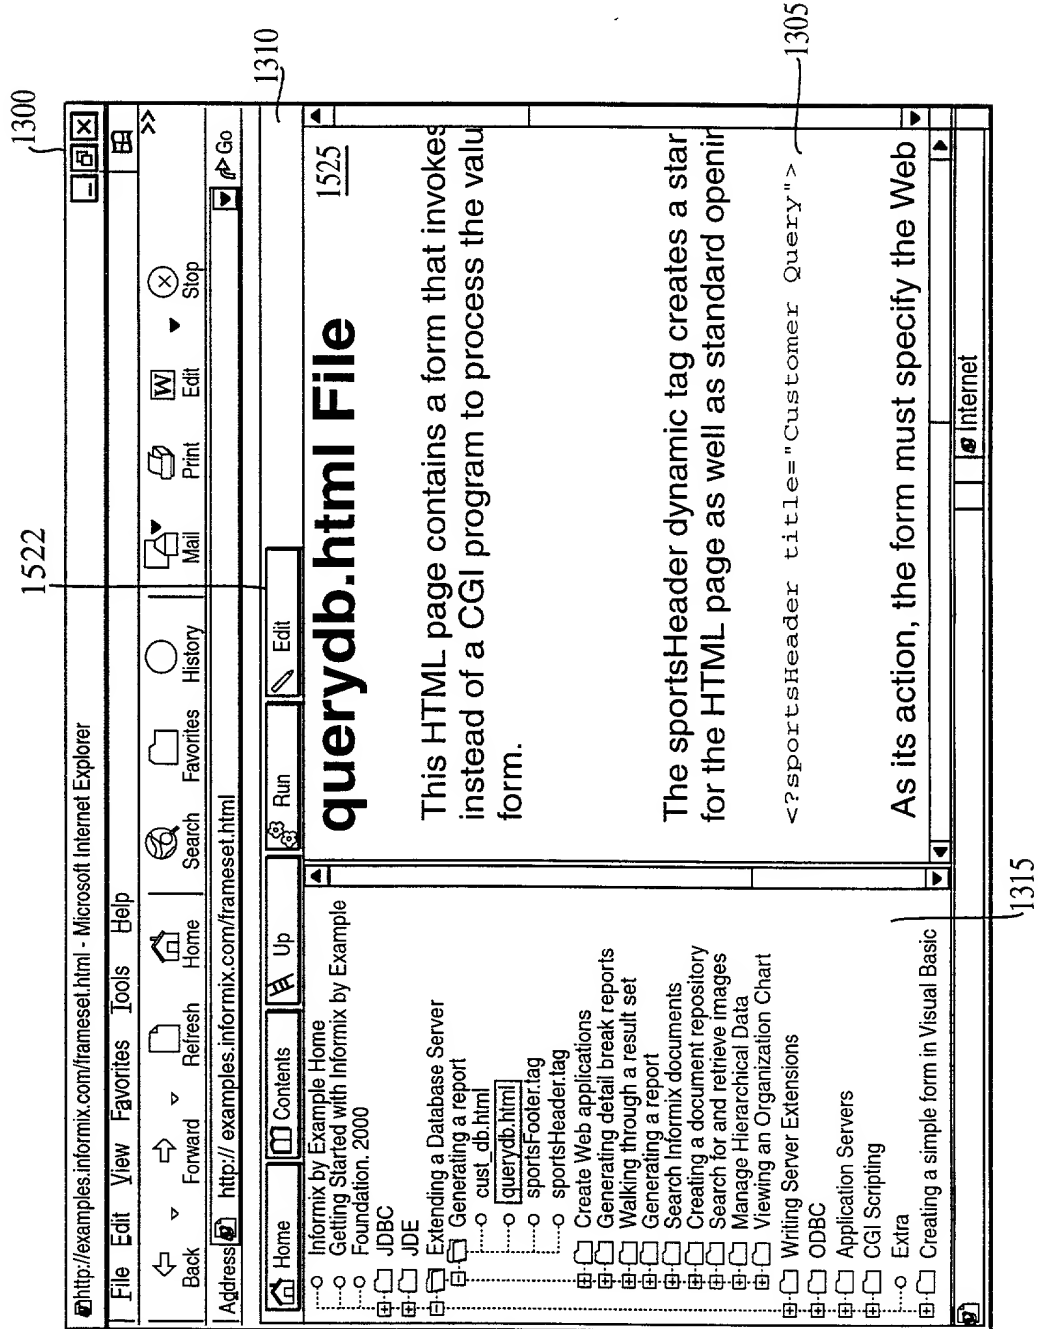 1300
http://examples.informix.com/frameset.html - Microsoft Internet Explorer
File Edit View Favorites Tools Help
Back Forward Refresh Home Search Favorites History Mail Print Edit Stop >>
Address http:// examples.informix.com/frameset.html Go
1522
1310
Home Contents Up Run Edit
Informix by Example Home
Getting Started with Informix by Example
Foundation. 2000
JDBC
JDE
Extending a Database Server
Generating a report
cust_db.html
querydb.html
sportsFooter.tag
sportsHeader.tag
Create Web applications
Generating detail break reports
Walking through a result set
Generating a report
Search Informix documents
Creating a document repository
Search for and retrieve images
Manage Hierarchical Data
Viewing an Organization Chart
Writing Server Extensions
ODBC
Application Servers
CGI Scripting
Extra
Creating a simple form in Visual Basic
1315
querydb.html File
1525
This HTML page contains a form that invokes
instead of a CGI program to process the valu
form.
The sportsHeader dynamic tag creates a star
for the HTML page as well as standard openin
<?sportsHeader title="Customer Query">
1305
As its action, the form must specify the Web
Internet